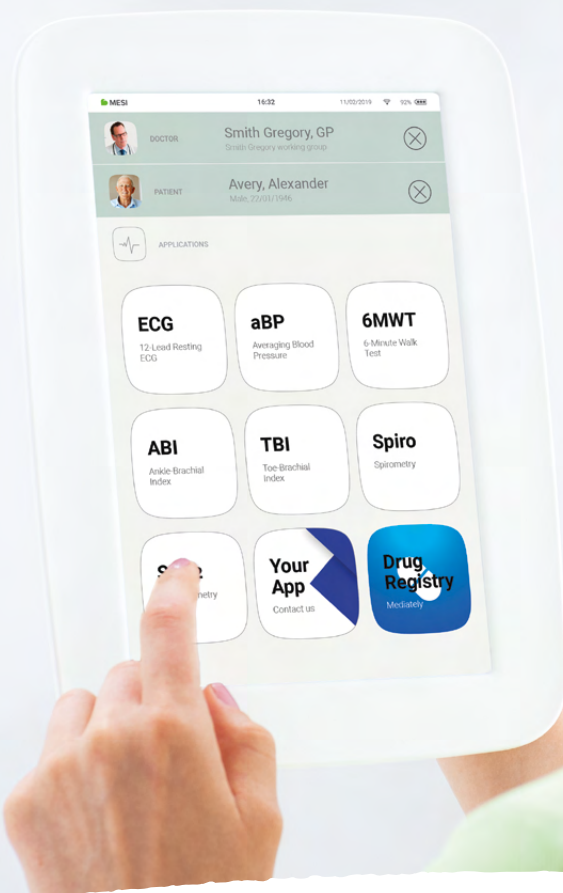 MESI 16:32 11/02/2019 92%
DOCTOR Smith Gregory, GP
Smith Gregory working group
PATIENT Avery, Alexander
Male, 22/01/1946
APPLICATIONS
ECG
12-Lead Resting
ECG
aBP
Averaging Blood
Pressure
6MWT
6-Minute Walk
Test
ABI
Ankle-Brachial
Index
TBI
Toe-Brachial
Index
Spiro
Spirometry
Your
App
Contact us
Drug
Registry
Mediately